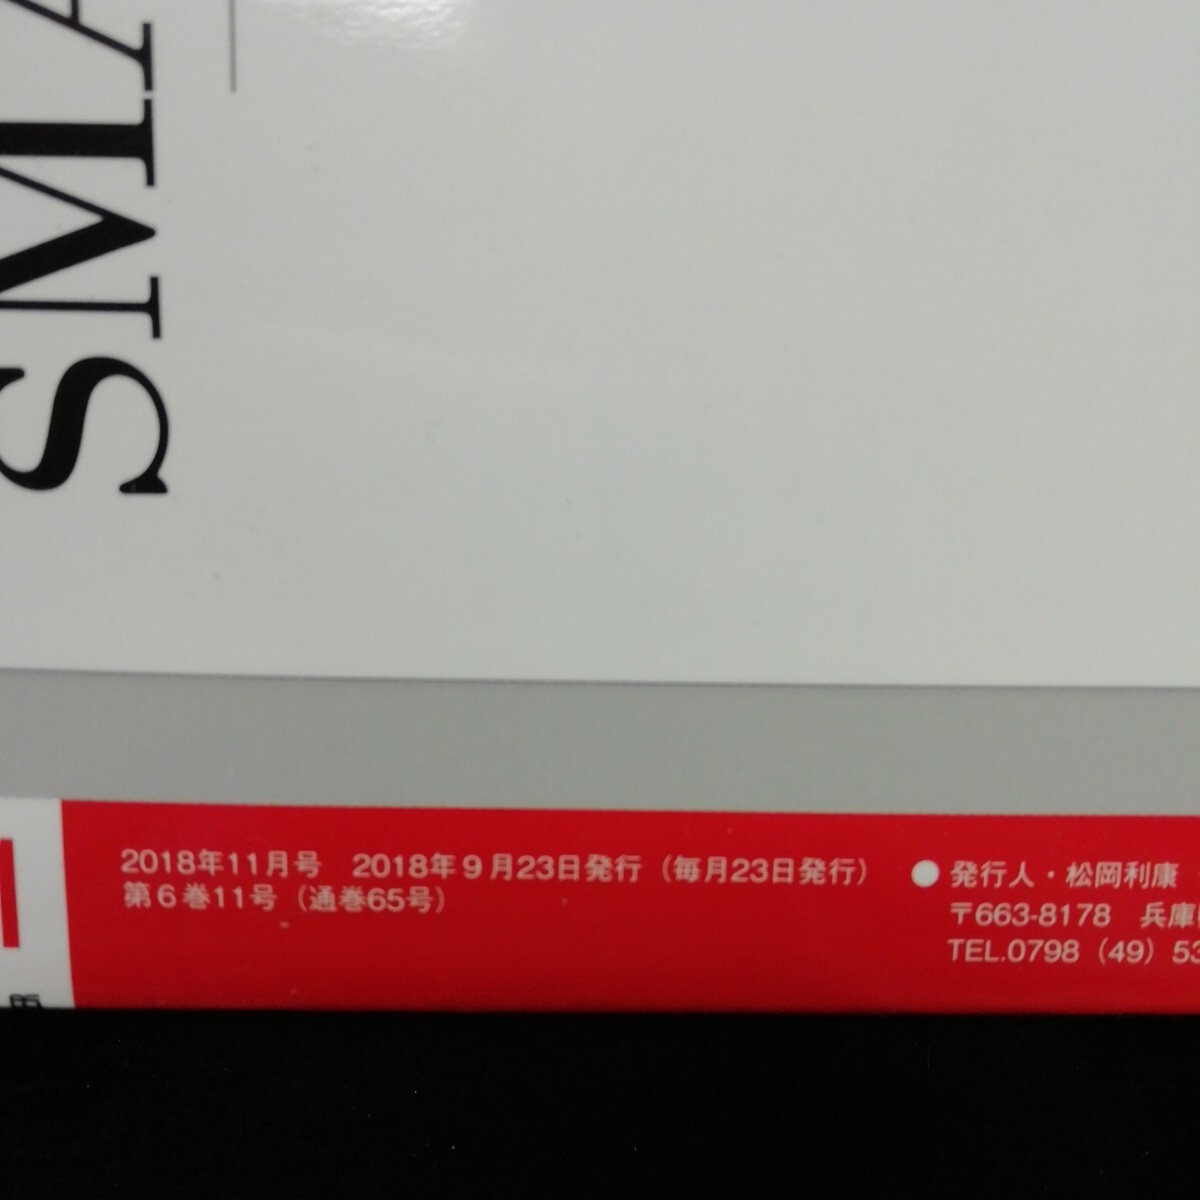 SMA
2018年11月号　2018年9月23日発行（毎月23日発行）
第6巻11号（通巻65号）
●発行人・松岡利康
〒663-8178　兵庫
TEL.0798（49）53